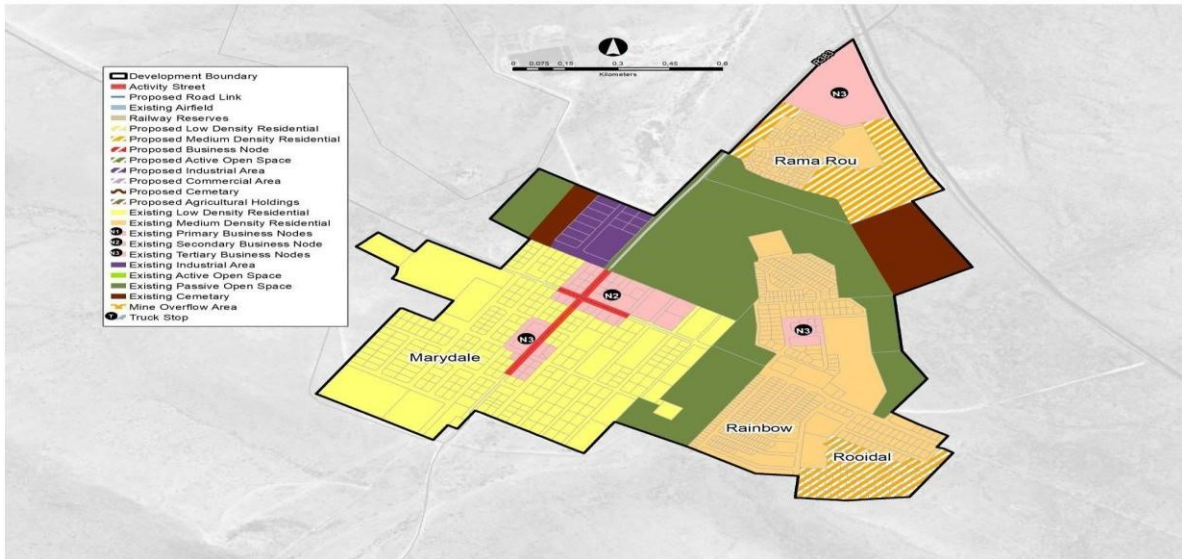 0 0.075 0.15 0.3 0.45 0.6
Kilometers
R383
Development Boundary
Activity Street
Proposed Road Link
Existing Airfield
Railway Reserves
Proposed Low Density Residential
Proposed Medium Density Residential
Proposed Business Node
Proposed Active Open Space
Proposed Industrial Area
Proposed Commercial Area
Proposed Cemetary
Proposed Agricultural Holdings
Existing Low Density Residential
Existing Medium Density Residential
N1 Existing Primary Business Nodes
N2 Existing Secondary Business Node
N3 Existing Tertiary Business Nodes
Existing Industrial Area
Existing Active Open Space
Existing Passive Open Space
Existing Cemetary
Mine Overflow Area
T Truck Stop
N3
Rama Rou
N2
N3
N3
Marydale
Rainbow
Rooidal